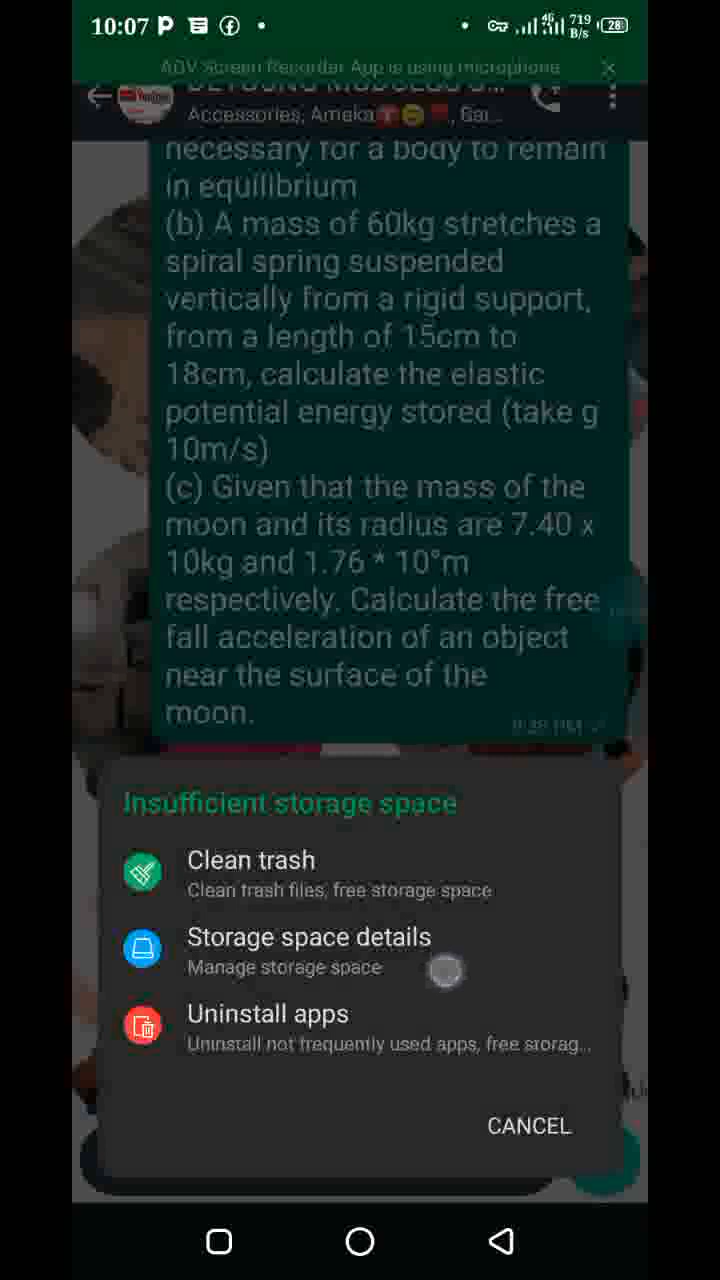 10:07
4G
719
B/s
28
ADV Screen Recorder App is using microphone
Accessories, Ameka
necessary for a body to remain
in equilibrium
(b) A mass of 60kg stretches a
spiral spring suspended
vertically from a rigid support,
from a length of 15cm to
18cm, calculate the elastic
potential energy stored (take g
10m/s)
(c) Given that the mass of the
moon and its radius are 7.40 x
10kg and 1.76 * 10°m
respectively. Calculate the free
fall acceleration of an object
near the surface of the
moon.
Insufficient storage space
Clean trash
Clean trash files, free storage space
Storage space details
Manage storage space
Uninstall apps
Uninstall not frequently used apps, free storag...
CANCEL